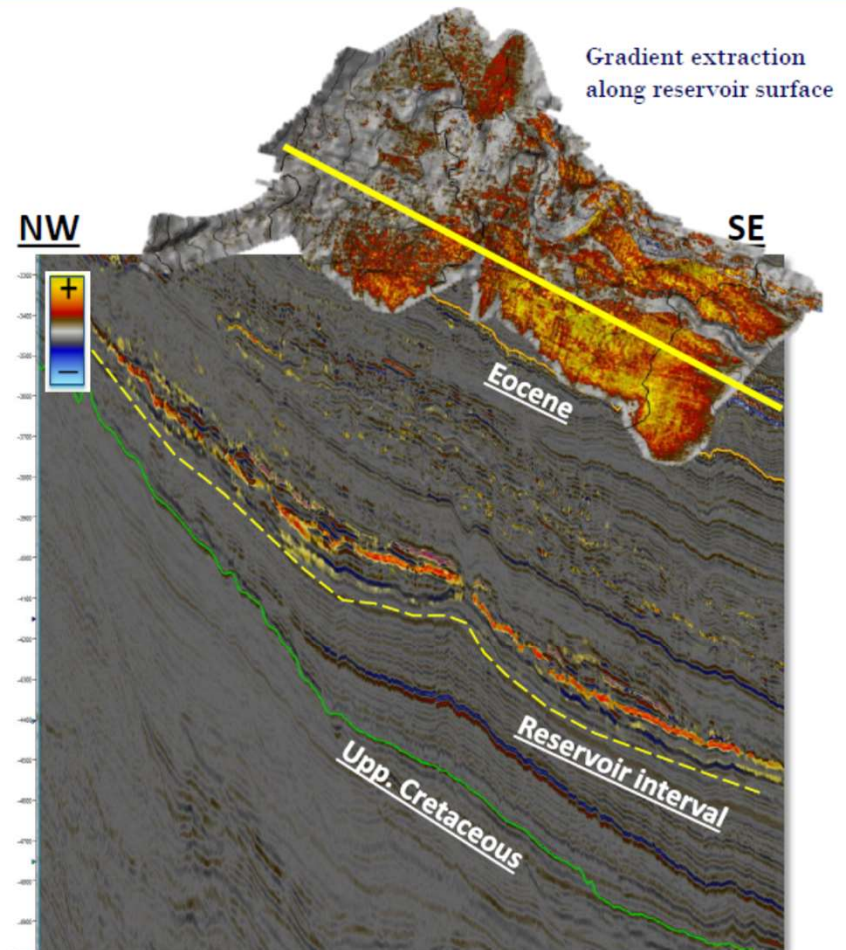 Gradient extraction
along reservoir surface
NW
SE
+
−
Eocene
Reservoir interval
Upp. Cretaceous